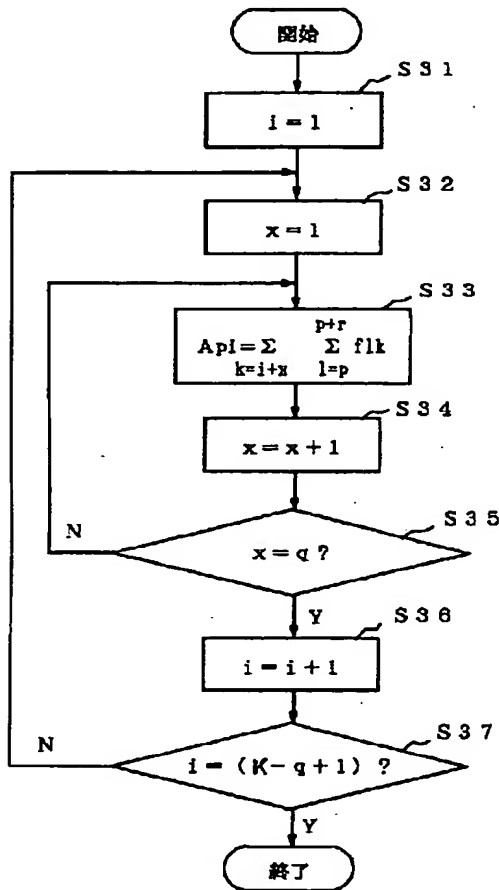 開始
S31
i=1
S32
x=1
S33
p+r
Api=Σ Σ flk
k=i+x l=p
S34
x=x+1
S35
N
x=q?
Y
S36
i=i+1
S37
N
i=(K-q+1)?
Y
終了